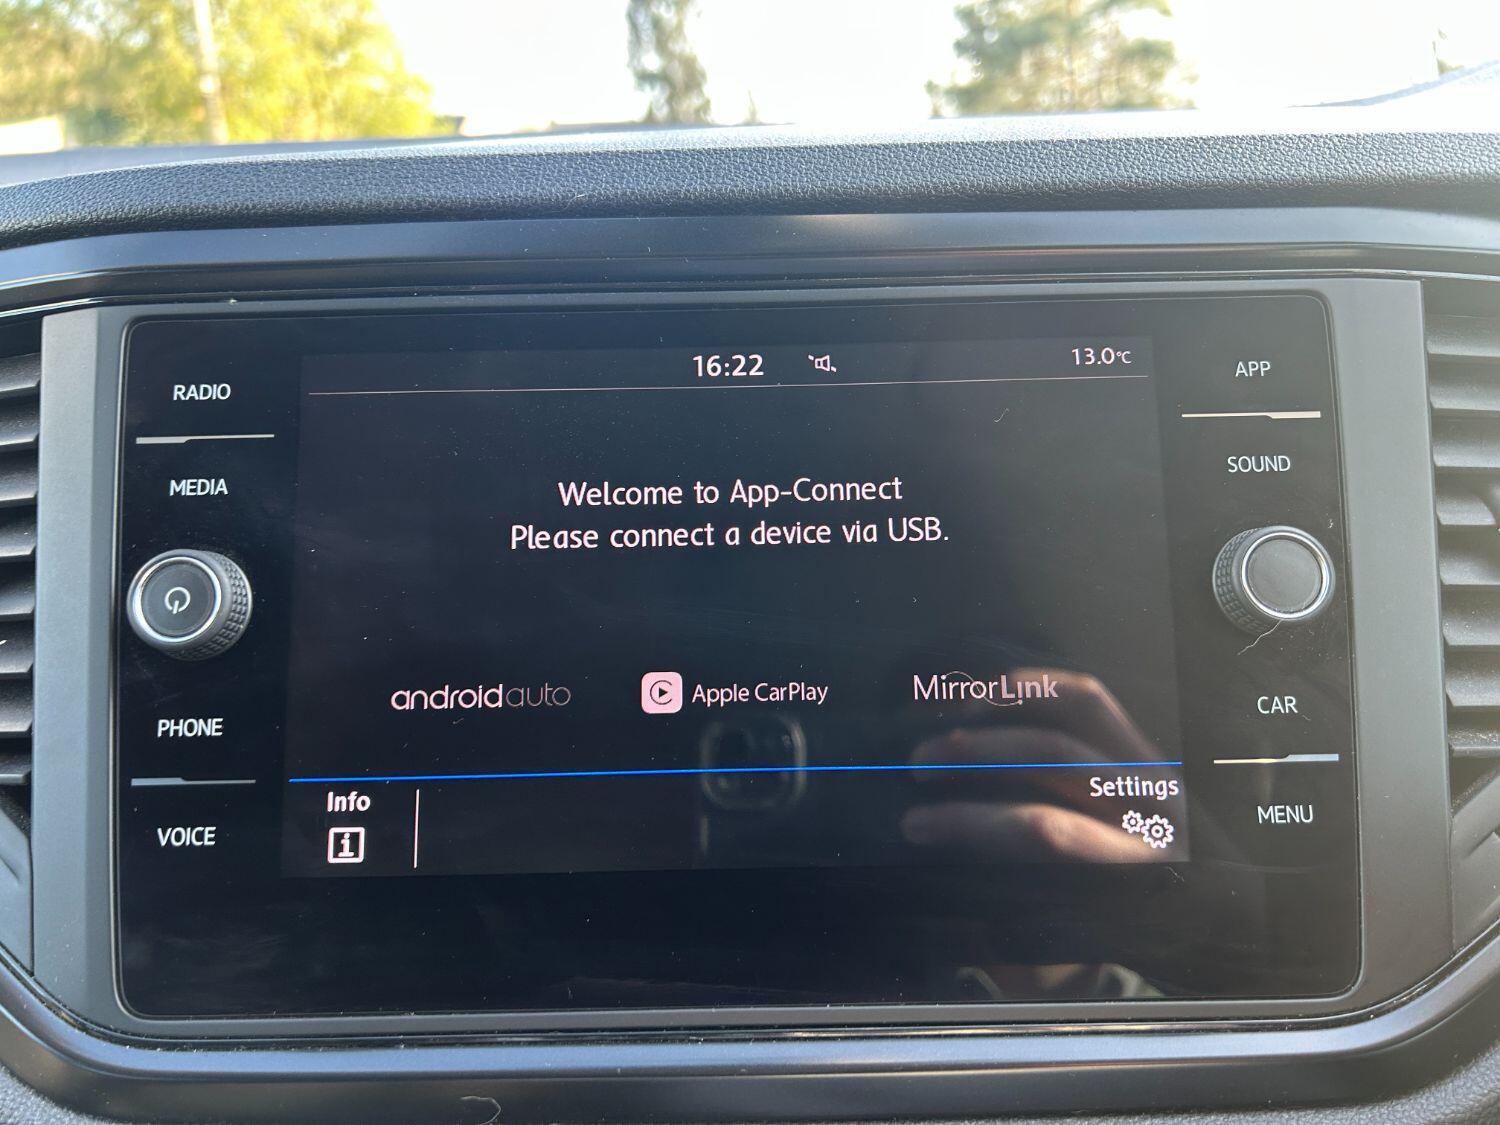 16:22 13.0°C
RADIO
MEDIA
PHONE
VOICE
Welcome to App-Connect
Please connect a device via USB.
androidauto
Apple CarPlay
MirrorLink
Info
i
Settings
APP
SOUND
CAR
MENU